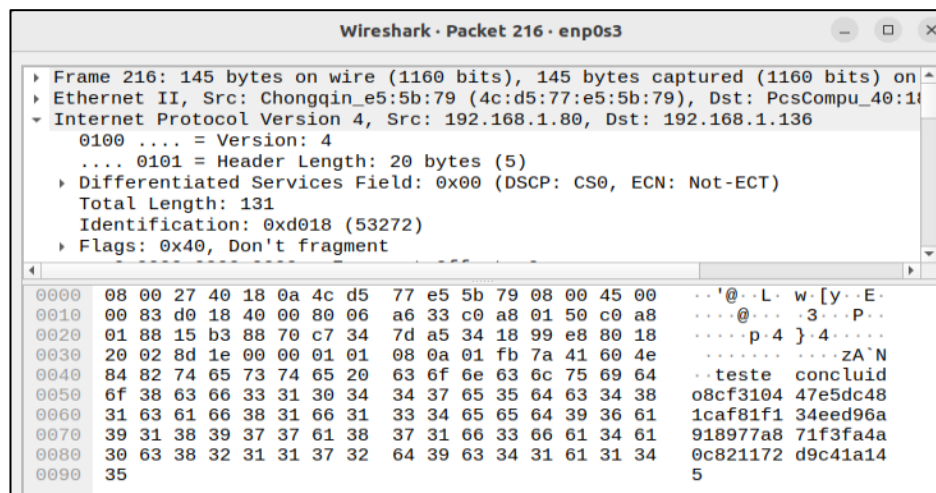 Wireshark · Packet 216 · enp0s3
Frame 216: 145 bytes on wire (1160 bits), 145 bytes captured (1160 bits) on
Ethernet II, Src: Chongqin_e5:5b:79 (4c:d5:77:e5:5b:79), Dst: PcsCompu_40:18
Internet Protocol Version 4, Src: 192.168.1.80, Dst: 192.168.1.136
0100 .... = Version: 4
.... 0101 = Header Length: 20 bytes (5)
Differentiated Services Field: 0x00 (DSCP: CS0, ECN: Not-ECT)
Total Length: 131
Identification: 0xd018 (53272)
Flags: 0x40, Don't fragment
0000 08 00 27 40 18 0a 4c d5 77 e5 5b 79 08 00 45 00 ··'@··L· w·[y··E·
0010 00 83 d0 18 40 00 80 06 a6 33 c0 a8 01 50 c0 a8 ····@··· ·3···P··
0020 01 88 15 b3 88 70 c7 34 7d a5 34 18 99 e8 80 18 ·····p·4 }·4·····
0030 20 02 8d 1e 00 00 01 01 08 0a 01 fb 7a 41 60 4e ········ ····zA`N
0040 84 82 74 65 73 74 65 20 63 6f 6e 63 6c 75 69 64 ··teste concluid
0050 6f 38 63 66 33 31 30 34 34 37 65 35 64 63 34 38 o8cf3104 47e5dc48
0060 31 63 61 66 38 31 66 31 33 34 65 65 64 39 36 61 1caf81f1 34eed96a
0070 39 31 38 39 37 37 61 38 37 31 66 33 66 61 34 61 918977a8 71f3fa4a
0080 30 63 38 32 31 31 37 32 64 39 63 34 31 61 31 34 0c821172 d9c41a14
0090 35 5